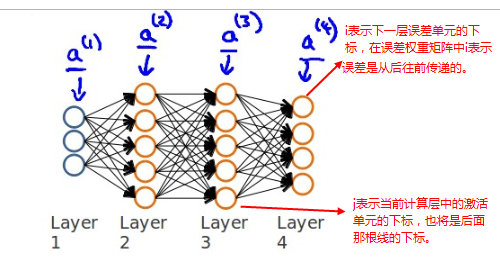 a⁽¹⁾
a⁽²⁾
a⁽³⁾
a⁽⁴⁾
i表示下一层误差单元的下
标，在误差权重矩阵中i表示
误差是从后往前传递的。
j表示当前计算层中的激活
单元的下标，也将是后面
那根线的下标。
Layer 1
Layer 2
Layer 3
Layer 4